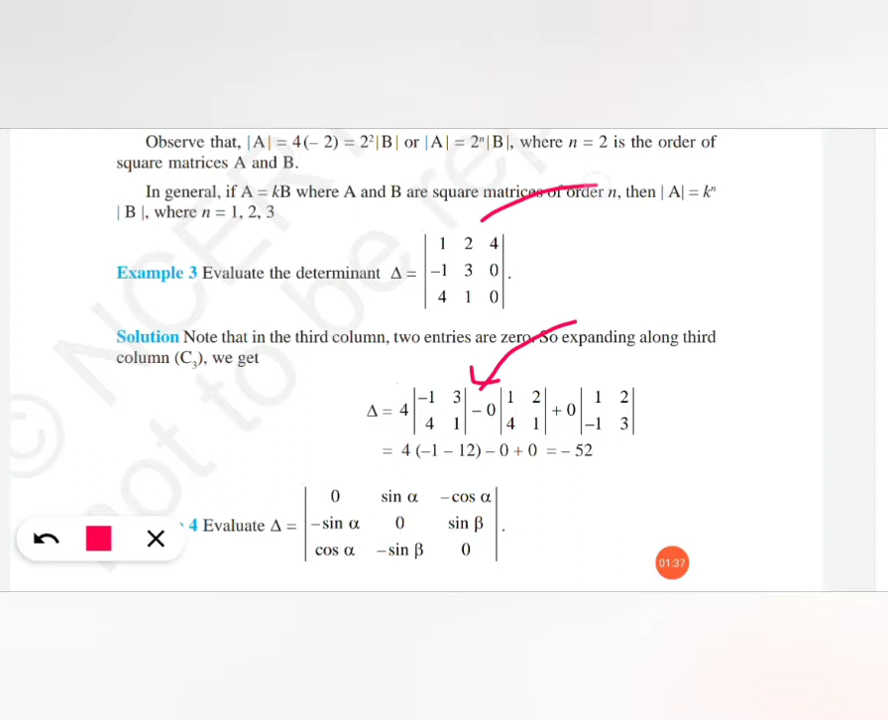 Observe that, | A| = 4(– 2) = 2²|B| or |A| = 2ⁿ|B|, where n = 2 is the order of
square matrices A and B.
In general, if A = kB where A and B are square matrices of order n, then | A| = kⁿ
| B |, where n = 1, 2, 3
1 2 4
Example 3 Evaluate the determinant Δ = –1 3 0 .
4 1 0
Solution Note that in the third column, two entries are zero. So expanding along third
column (C₃), we get
–1 3 1 2 1 2
Δ = 4 – 0 + 0
4 1 4 1 –1 3
= 4 (–1 – 12) – 0 + 0 = – 52
0 sin α – cos α
4 Evaluate Δ = – sin α 0 sin β .
cos α – sin β 0
01:37
© NCERT
not to be re